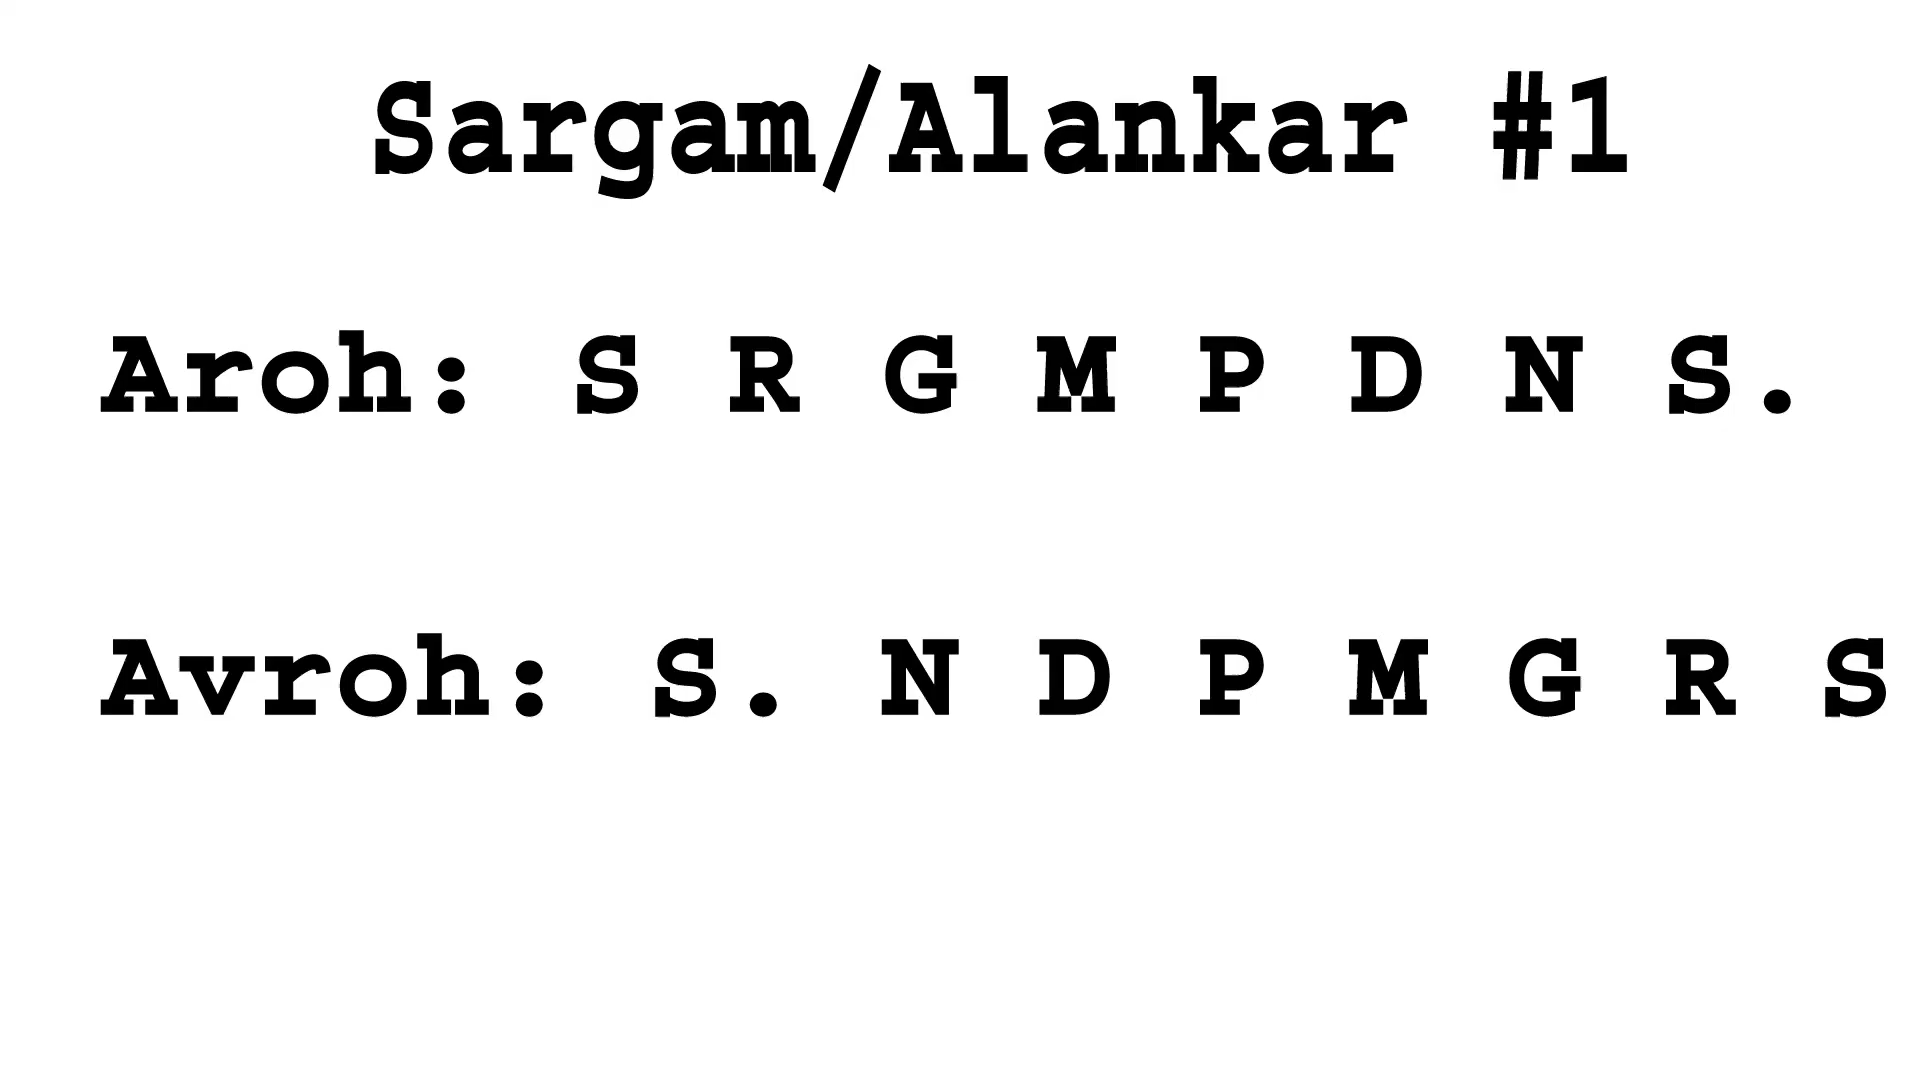 Sargam/Alankar #1
Aroh: S R G M P D N S.
Avroh: S. N D P M G R S